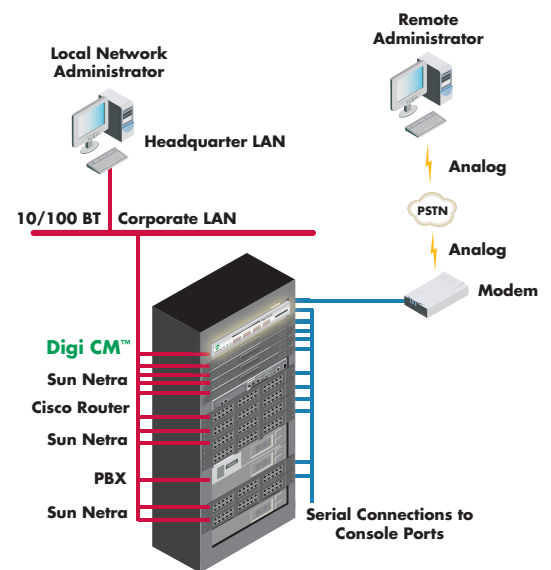 Remote
Administrator
Local Network
Administrator
Headquarter LAN
Analog
PSTN
10/100 BT
Corporate LAN
Analog
Modem
Digi CM™
Sun Netra
Cisco Router
Sun Netra
PBX
Sun Netra
Serial Connections to
Console Ports